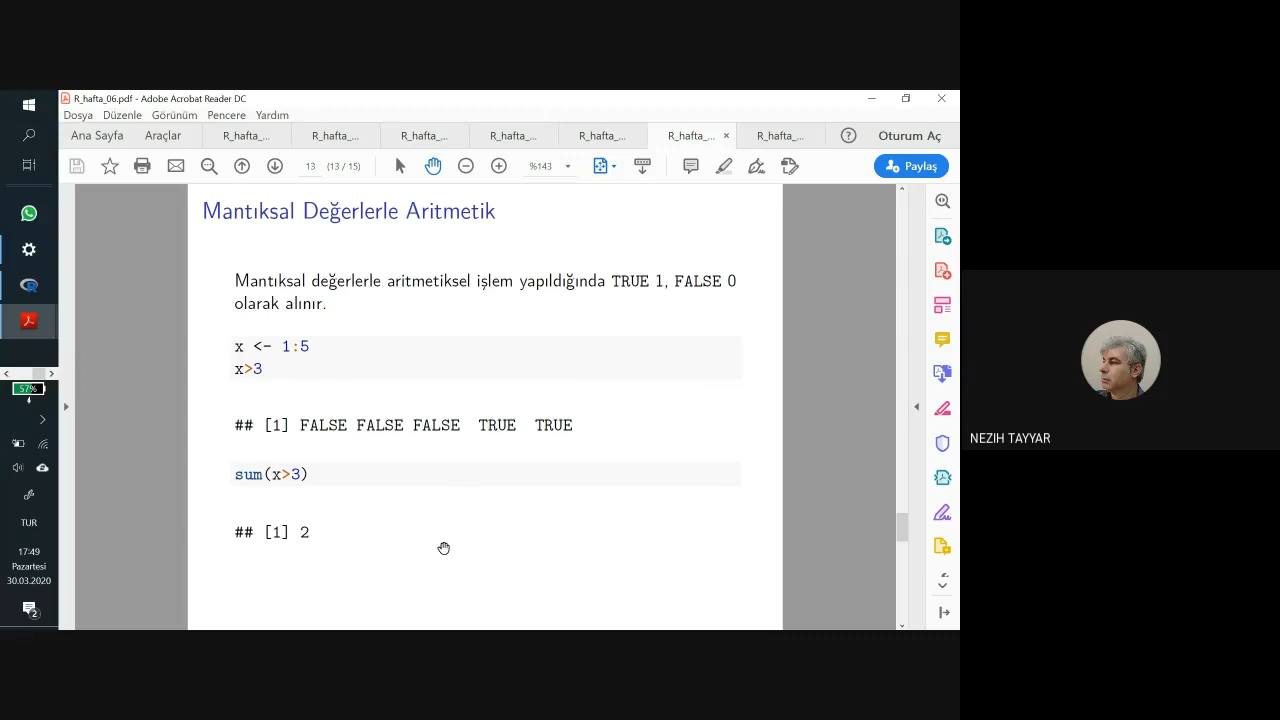 R_hafta_06.pdf - Adobe Acrobat Reader DC
Dosya Düzenle Görünüm Pencere Yardım
Ana Sayfa Araçlar R_hafta_... R_hafta_... R_hafta_... R_hafta_... R_hafta_... R_hafta_... × R_hafta_... Oturum Aç
13 (13 / 15) %143 Paylaş
Mantıksal Değerlerle Aritmetik
Mantıksal değerlerle aritmetiksel işlem yapıldığında TRUE 1, FALSE 0
olarak alınır.
x <- 1:5
x>3
## [1] FALSE FALSE FALSE TRUE TRUE
sum(x>3)
## [1] 2
57%
TUR
17:49
Pazartesi
30.03.2020
2
NEZIH TAYYAR